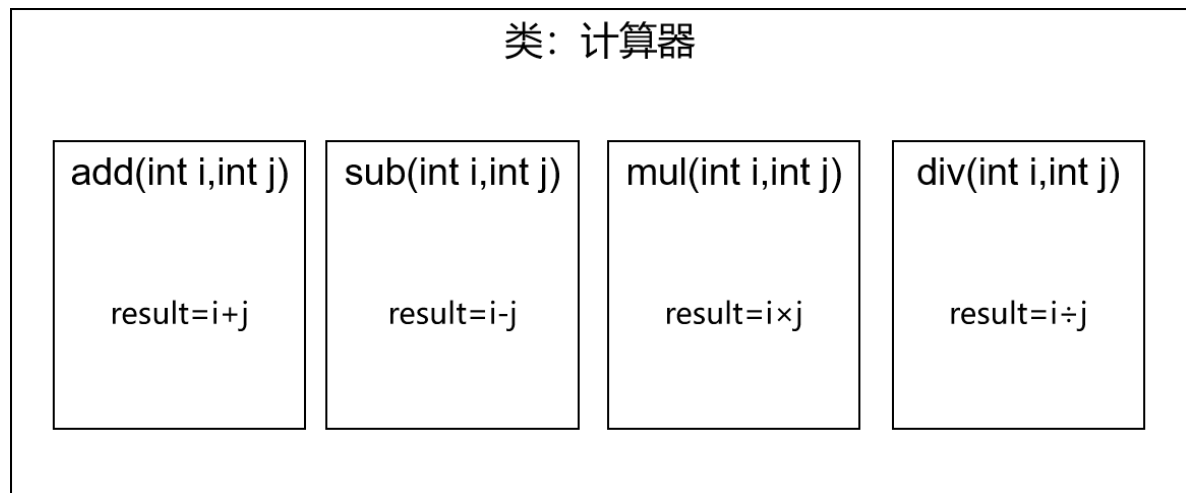 类：计算器
add(int i,int j)
sub(int i,int j)
mul(int i,int j)
div(int i,int j)
result=i+j
result=i-j
result=i×j
result=i÷j